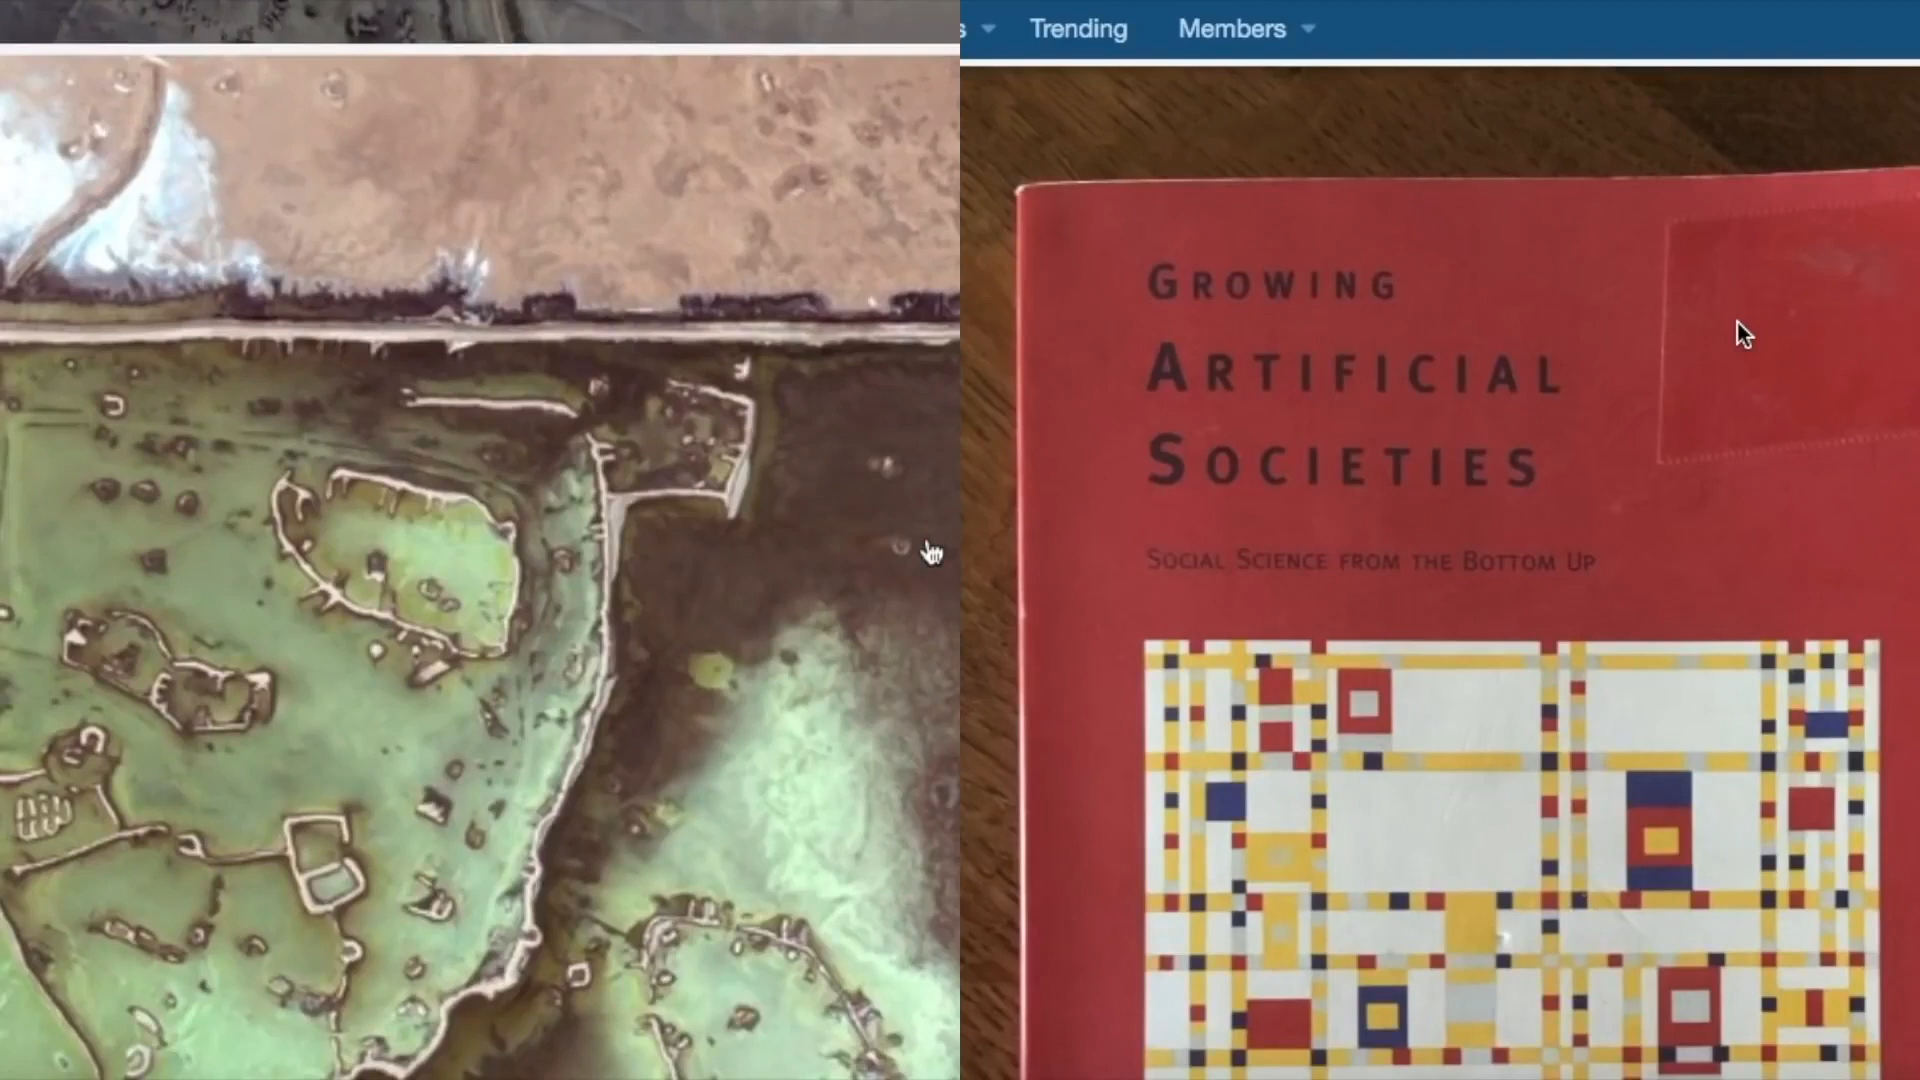 Trending
Members
GROWING
ARTIFICIAL
SOCIETIES
SOCIAL SCIENCE FROM THE BOTTOM UP